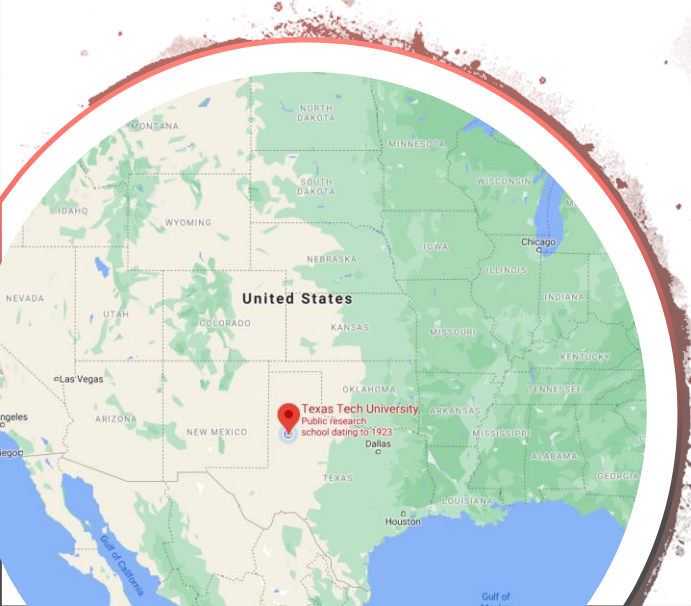 NORTH
DAKOTA
MONTANA
MINNESOTA
SOUTH
DAKOTA
WISCONSIN
IDAHO
WYOMING
IOWA
Chicago
NEBRASKA
ILLINOIS
United States
NEVADA
INDIANA
UTAH
COLORADO
KANSAS
MISSOURI
KENTUCKY
Las Vegas
OKLAHOMA
TENNESSEE
Texas Tech University
Public research
school dating to 1923
ARKANSAS
ngeles
ARIZONA
NEW MEXICO
MISSISSIPPI
Dallas
iego
ALABAMA
TEXAS
GEORGIA
LOUISIANA
Houston
Gulf of California
Gulf of